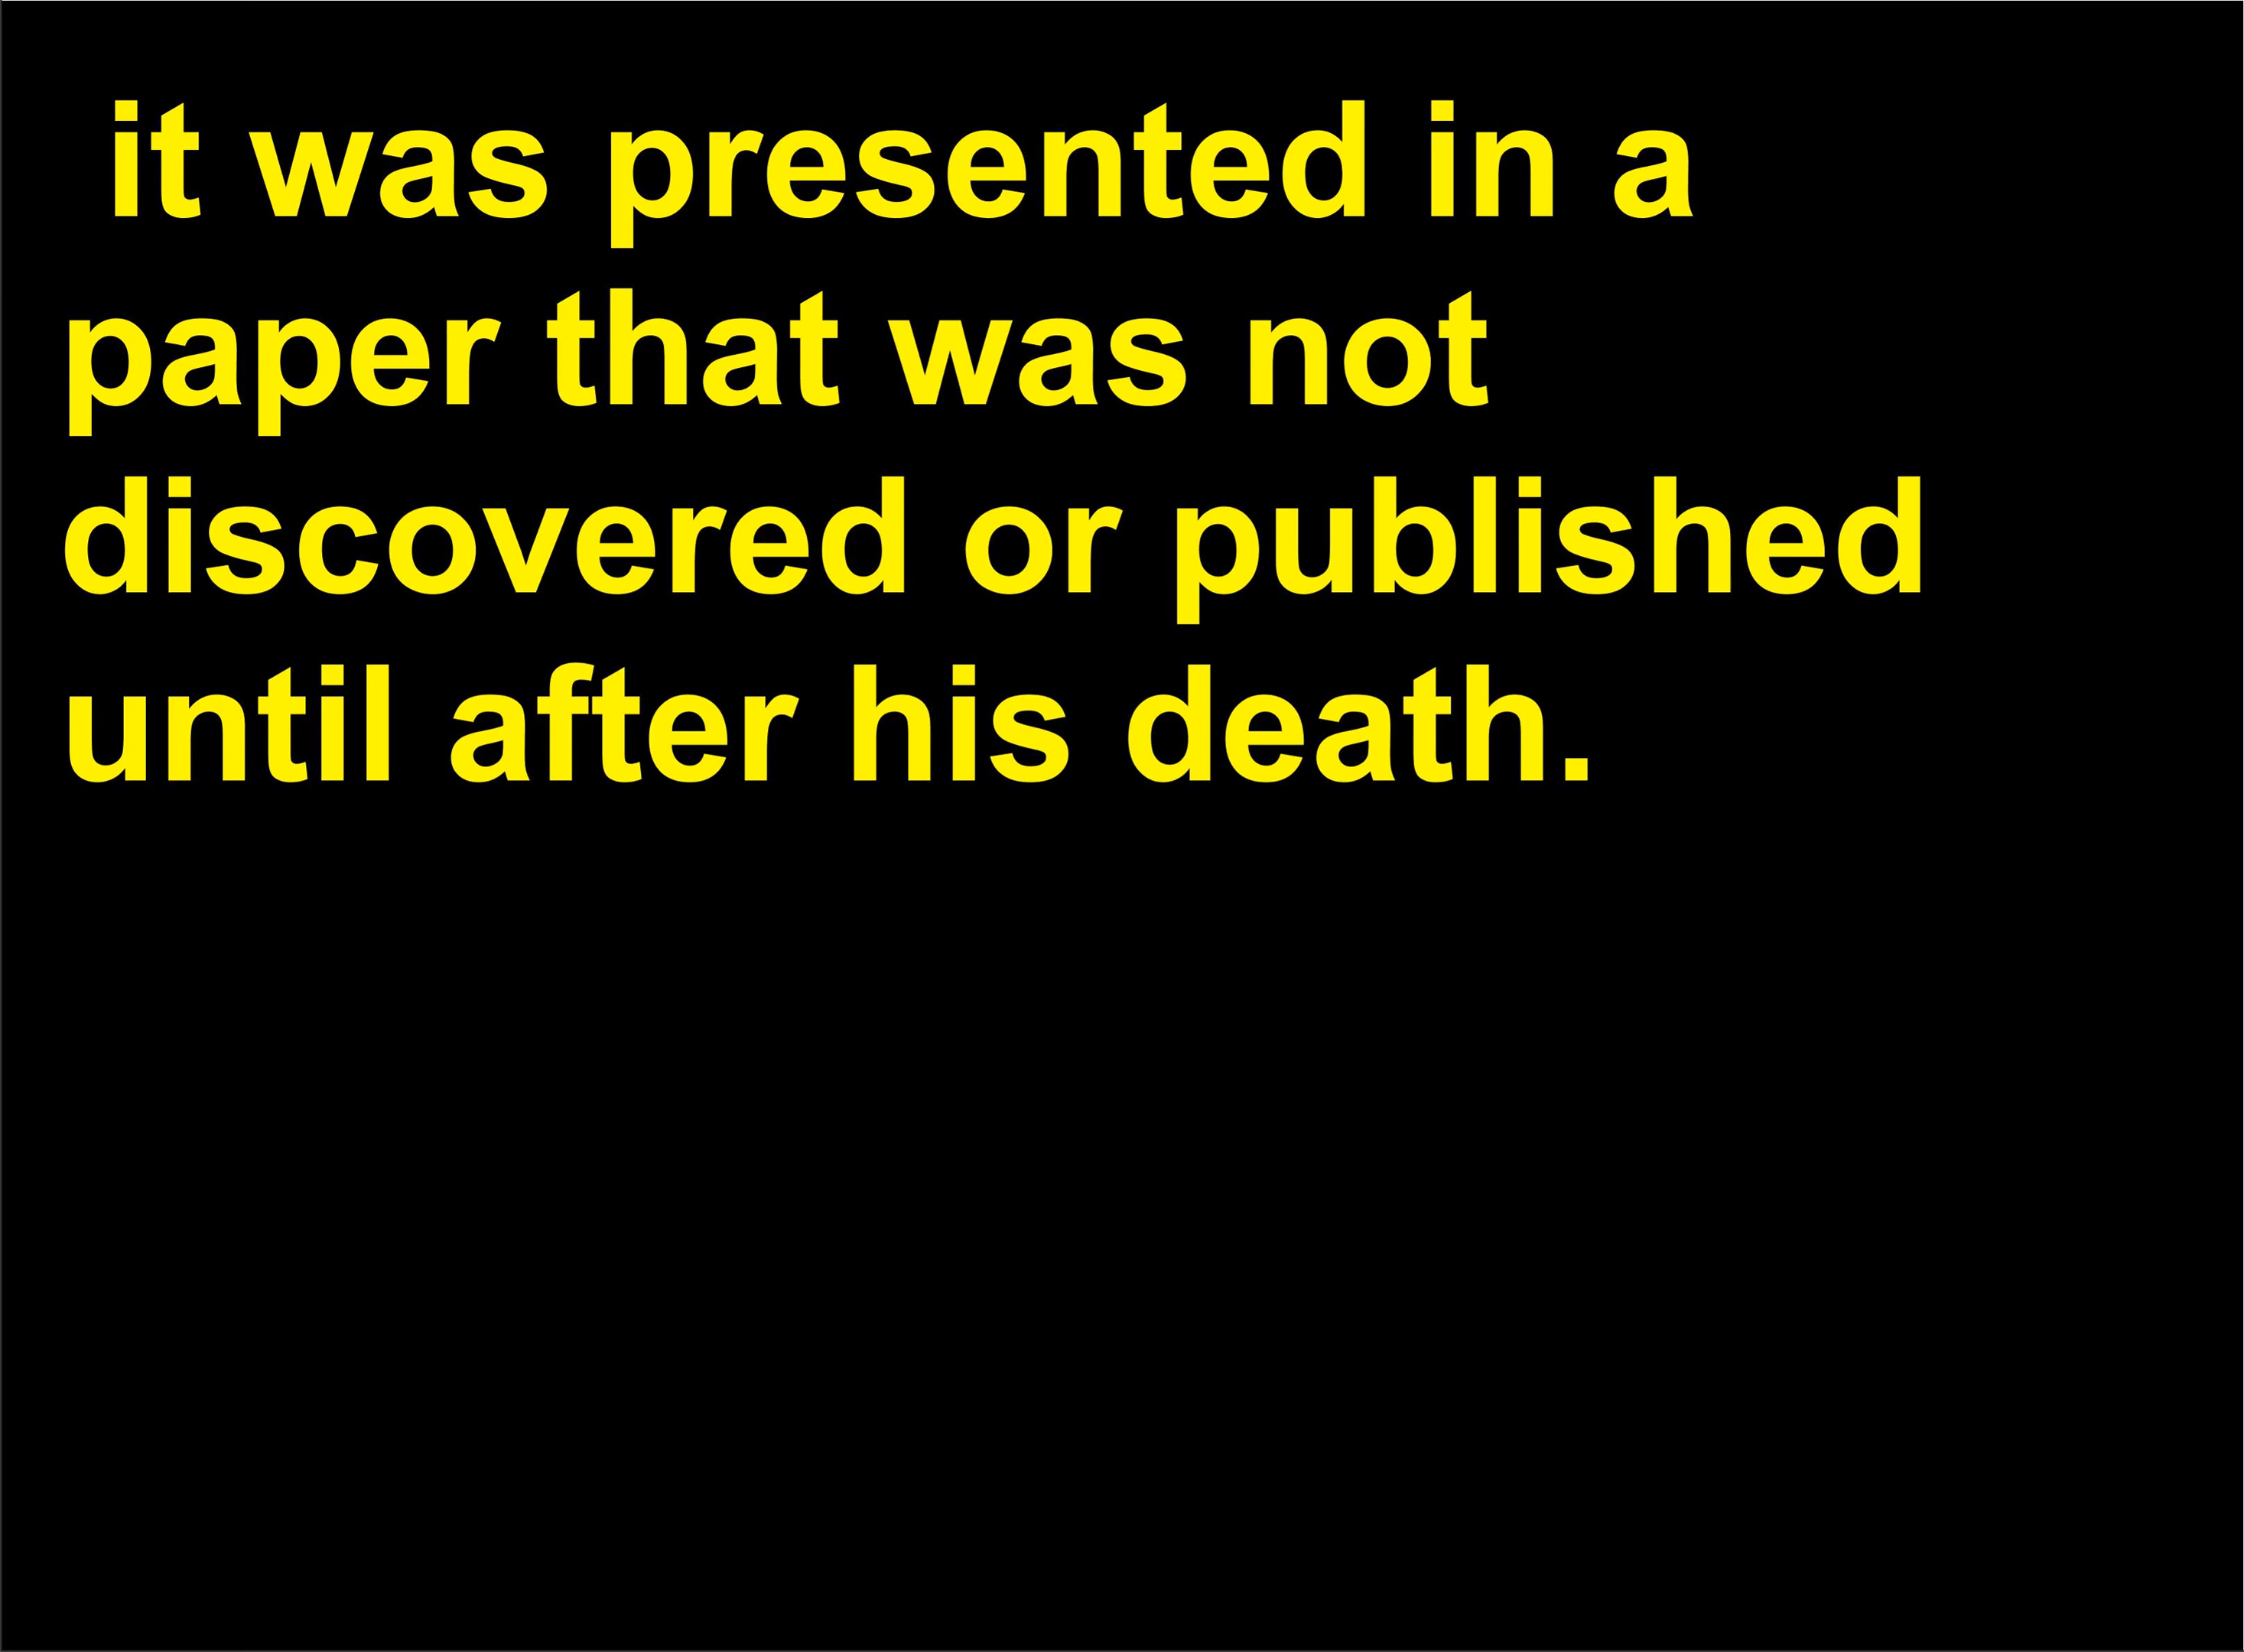 it was presented in a
paper that was not
discovered or published
until after his death.